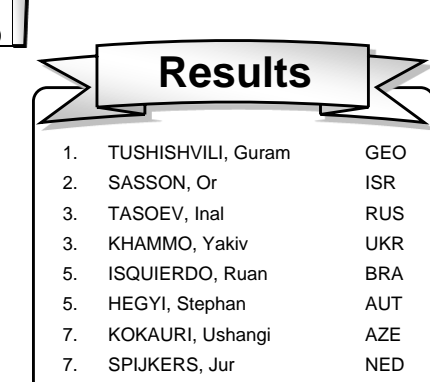 Results
1. TUSHISHVILI, Guram GEO
2. SASSON, Or ISR
3. TASOEV, Inal RUS
3. KHAMMO, Yakiv UKR
5. ISQUIERDO, Ruan BRA
5. HEGYI, Stephan AUT
7. KOKAURI, Ushangi AZE
7. SPIJKERS, Jur NED